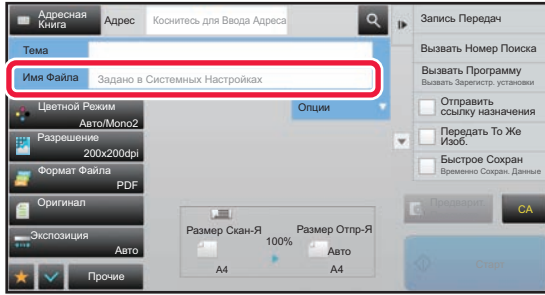 Адресная
Книга
Адрес
Коснитесь для Ввода Адреса
Тема
Имя Файла
Задано в Системных Настройках
Цветной Режим
Авто/Mono2
Опции
Разрешение
200x200dpi
Формат Файла
PDF
Оригинал
Экспозиция
Авто
Прочие
Размер Скан-Я
100%
Размер Отпр-Я
Авто
A4
A4
Запись Передач
Вызвать Номер Поиска
Вызвать Программу
Вызвать Зарегистр. установки
Отправить
ссылку назначения
Передать То Же
Изоб.
Быстрое Сохран
Временно Сохран. Данные
Предварит.
CA
Старт